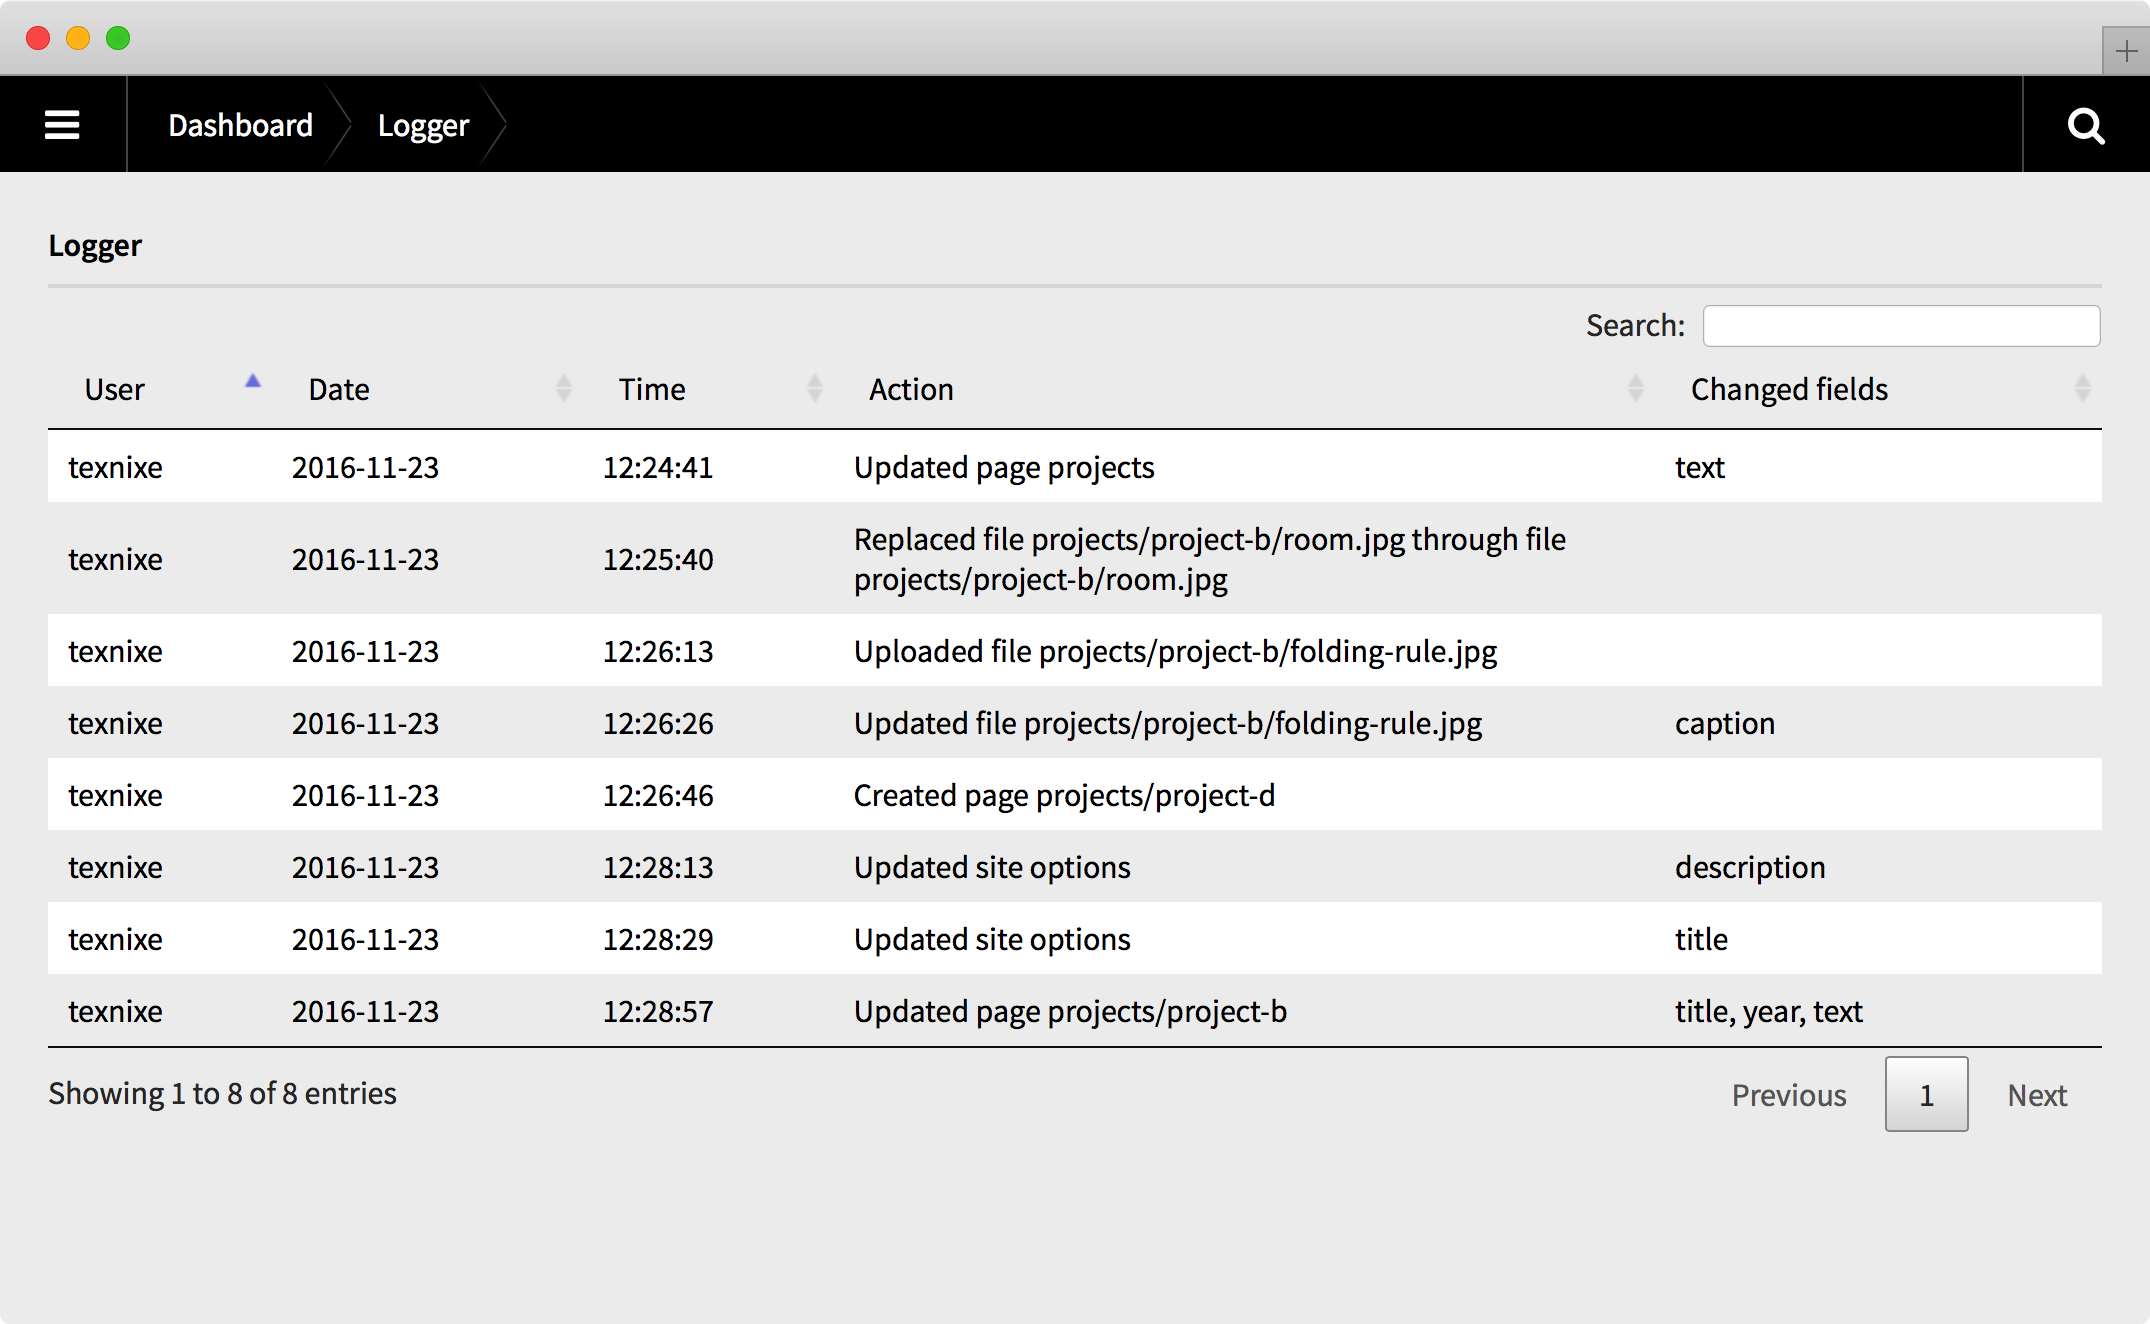 Dashboard Logger
Logger
Search:
User Date Time Action Changed fields
texnixe 2016-11-23 12:24:41 Updated page projects text
texnixe 2016-11-23 12:25:40 Replaced file projects/project-b/room.jpg through file
projects/project-b/room.jpg
texnixe 2016-11-23 12:26:13 Uploaded file projects/project-b/folding-rule.jpg
texnixe 2016-11-23 12:26:26 Updated file projects/project-b/folding-rule.jpg caption
texnixe 2016-11-23 12:26:46 Created page projects/project-d
texnixe 2016-11-23 12:28:13 Updated site options description
texnixe 2016-11-23 12:28:29 Updated site options title
texnixe 2016-11-23 12:28:57 Updated page projects/project-b title, year, text
Showing 1 to 8 of 8 entries Previous 1 Next